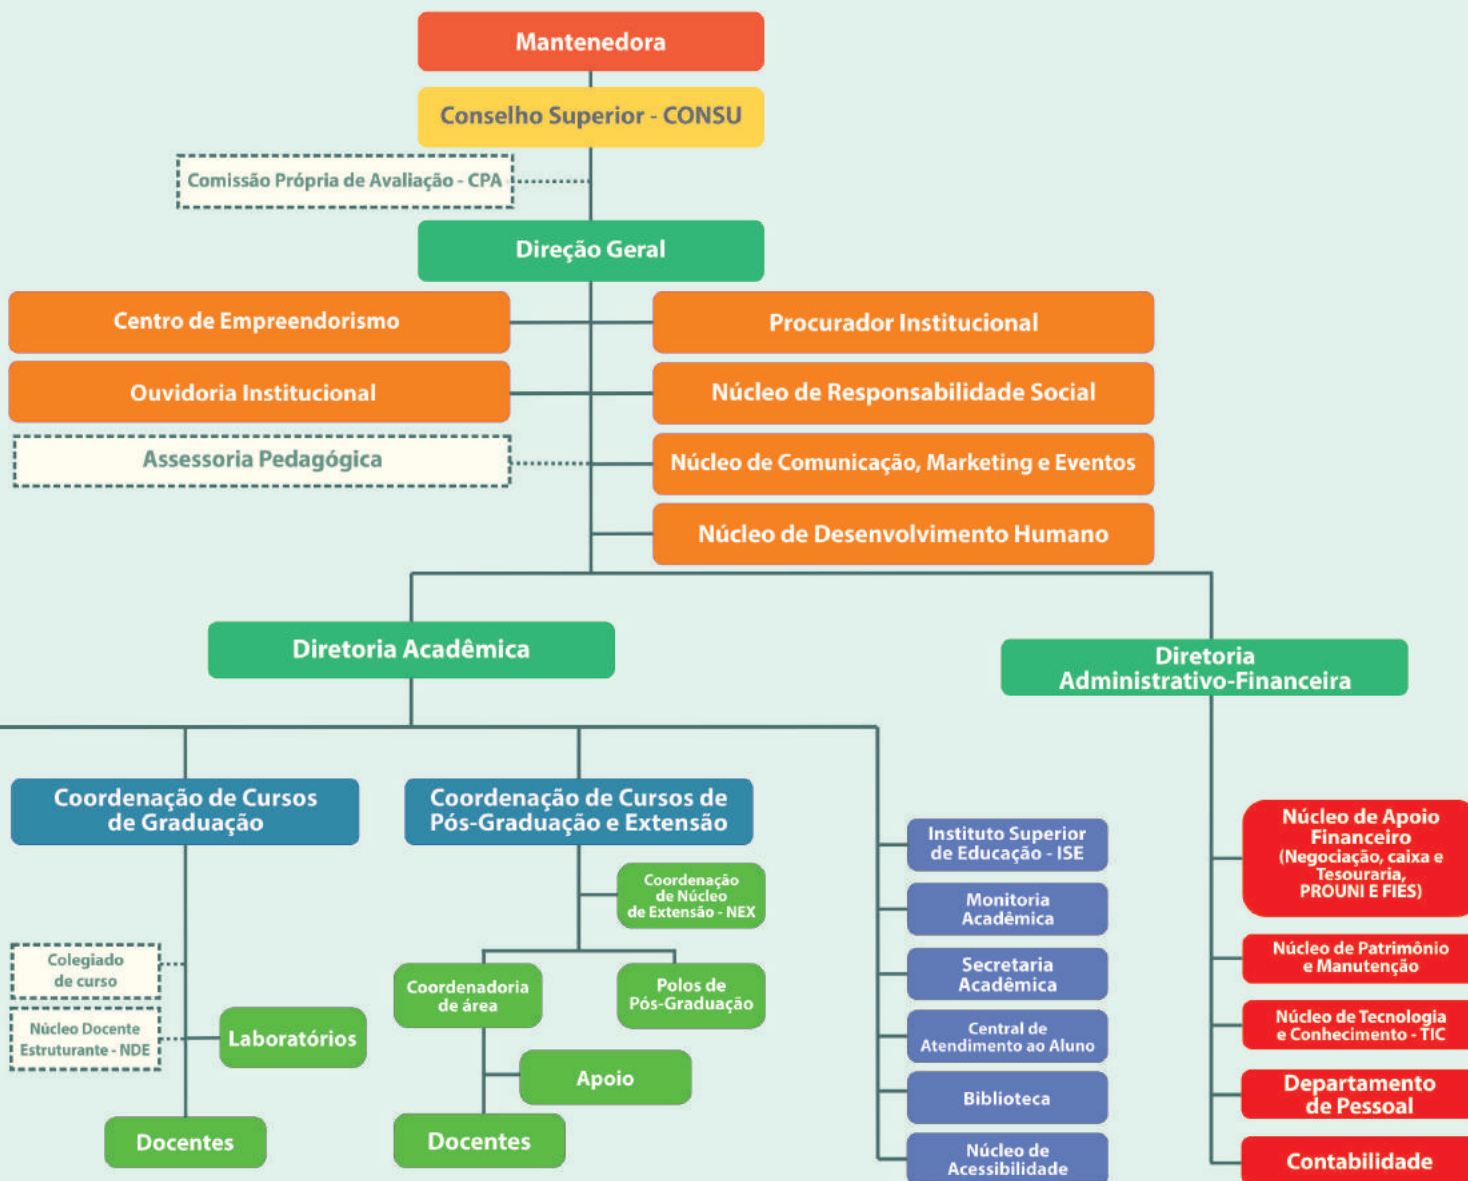 Mantenedora
Conselho Superior - CONSU
Comissão Própria de Avaliação - CPA
Direção Geral
Centro de Empreendorismo
Procurador Institucional
Ouvidoria Institucional
Núcleo de Responsabilidade Social
Assessoria Pedagógica
Núcleo de Comunicação, Marketing e Eventos
Núcleo de Desenvolvimento Humano
Diretoria Acadêmica
Diretoria
Administrativo-Financeira
Coordenação de Cursos
de Graduação
Colegiado
de curso
Núcleo Docente
Estruturante - NDE
Laboratórios
Docentes
Coordenação de Cursos de
Pós-Graduação e Extensão
Coordenação
de Núcleo
de Extensão - NEX
Coordenadoria
de área
Polos de
Pós-Graduação
Apoio
Docentes
Instituto Superior
de Educação - ISE
Monitoria
Acadêmica
Secretaria
Acadêmica
Central de
Atendimento ao Aluno
Biblioteca
Núcleo de
Acessibilidade
Núcleo de Apoio
Financeiro
(Negociação, caixa e
Tesouraria,
PROUNI E FIES)
Núcleo de Patrimônio
e Manutenção
Núcleo de Tecnologia
e Conhecimento - TIC
Departamento
de Pessoal
Contabilidade